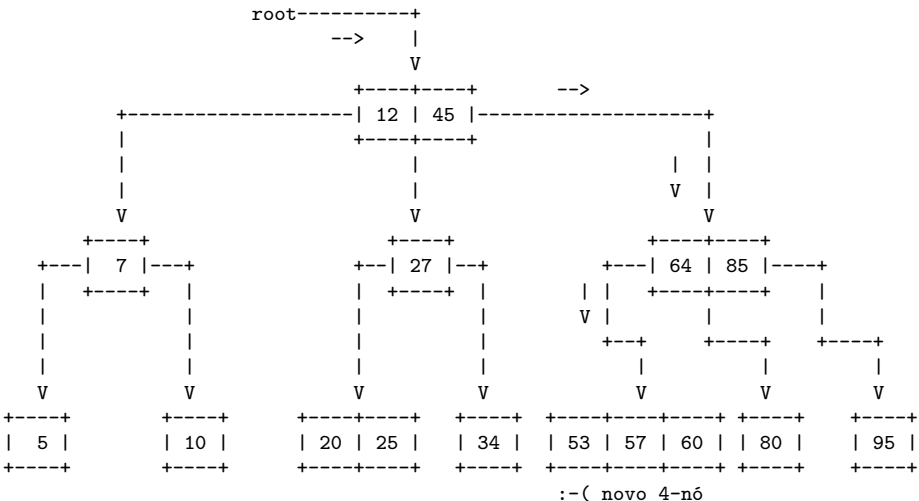 root----------+
-->    |
V
+----+----+       -->
+--------------------| 12 | 45 |--------------------+
|                    +----+----+                    |
|                         |                      |  |
|                         |                      V  |
V                         V                         V
+----+                     +----+                  +----+----+
+---|  7 |---+              +--| 27 |--+          +---| 64 | 85 |----+
|   +----+   |              |  +----+  |        | |   +----+----+    |
|            |              |          |        V |        |         |
|            |              |          |          +--+     +----+    +----+
|            |              |          |             |          |         |
V            V              V          V             V          V         V
+----+        +----+      +----+----+   +----+  +----+----+----+ +----+    +----+
|  5 |        | 10 |      | 20 | 25 |   | 34 |  | 53 | 57 | 60 | | 80 |    | 95 |
+----+        +----+      +----+----+   +----+  +----+----+----+ +----+    +----+
:-( novo 4-nó